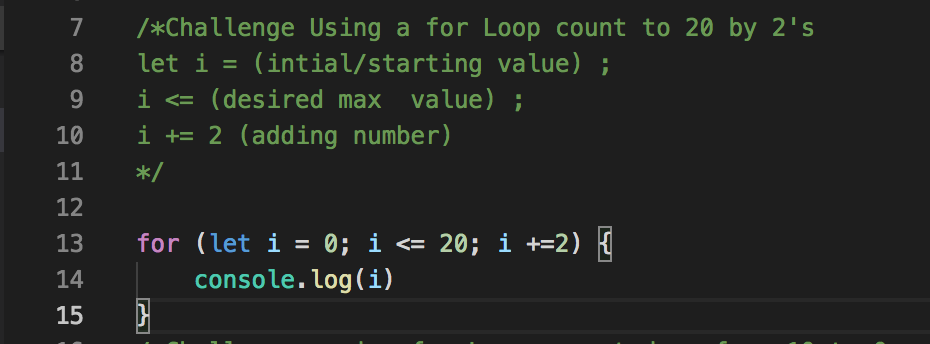 7 /*Challenge Using a for Loop count to 20 by 2's
8 let i = (intial/starting value) ;
9 i <= (desired max  value) ;
10 i += 2 (adding number)
11 */
12
13 for (let i = 0; i <= 20; i +=2) {
14     console.log(i)
15 }